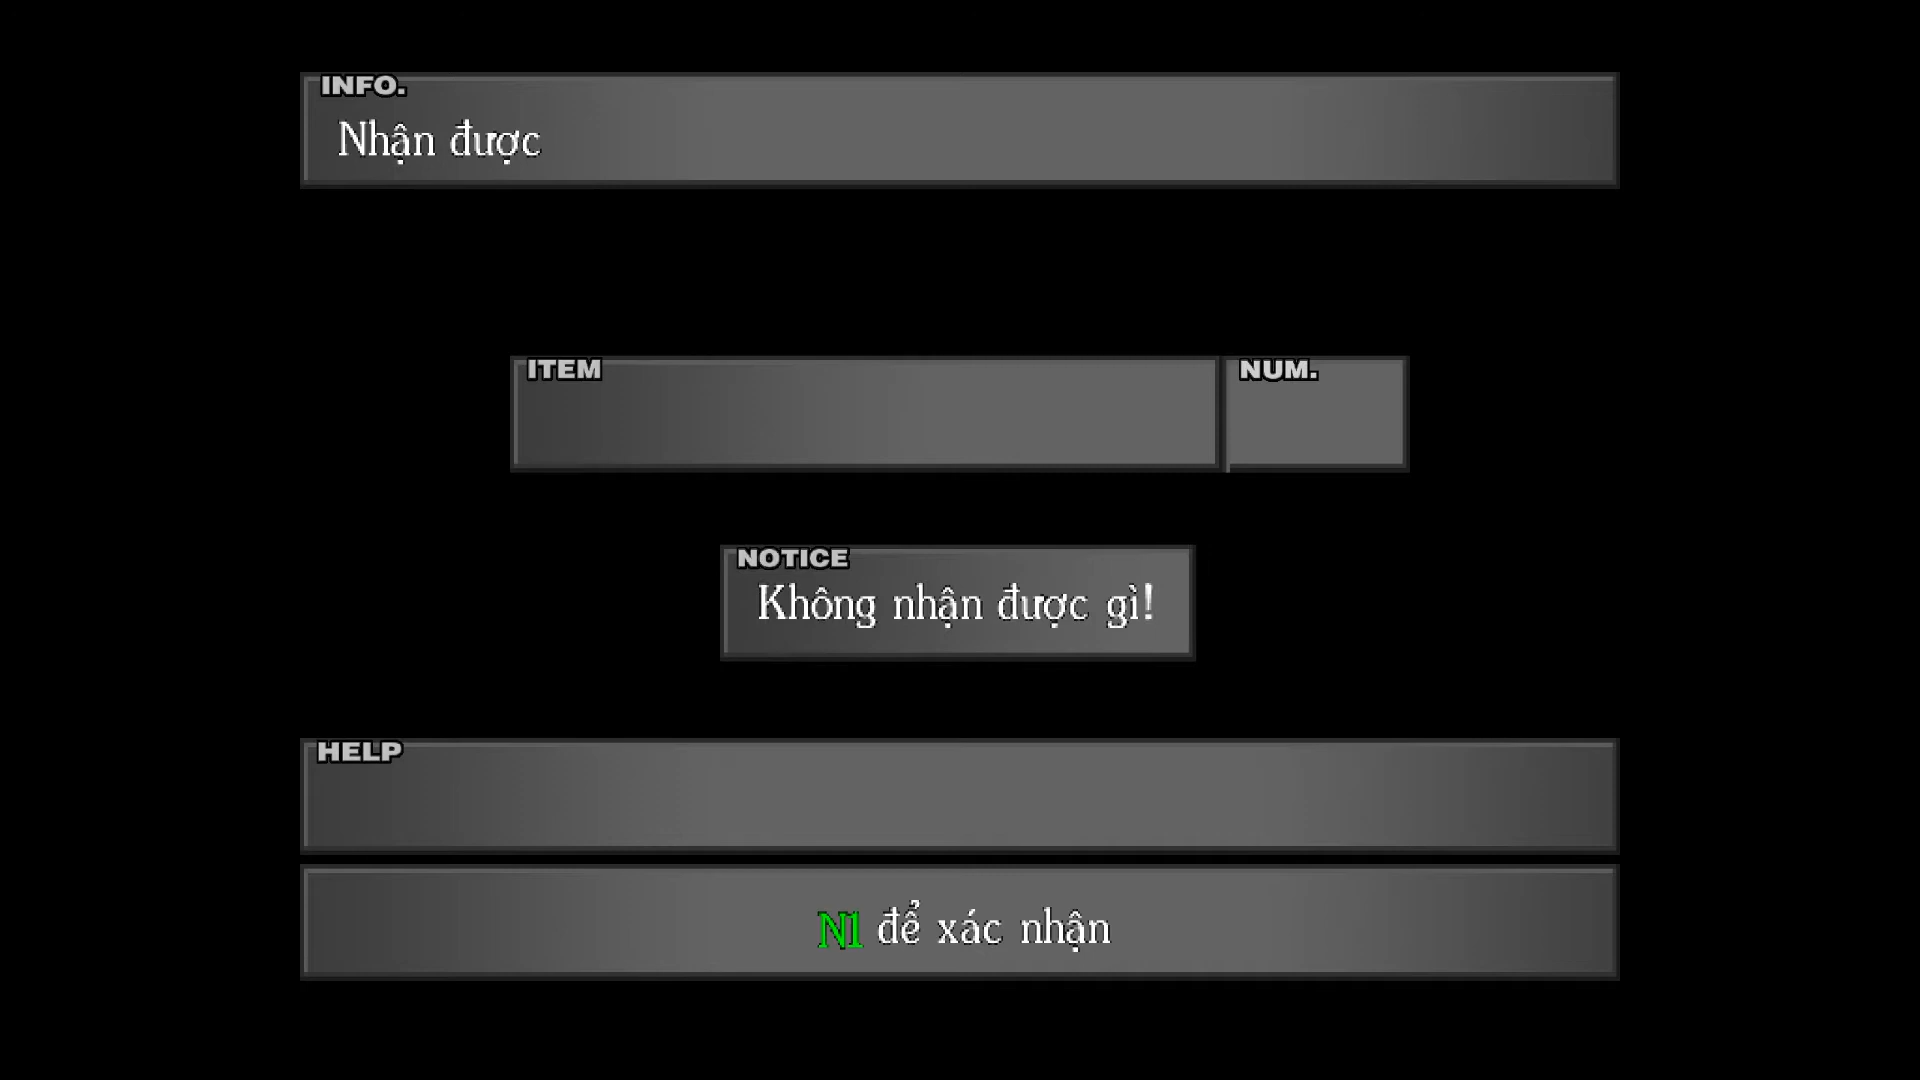 INFO.
Nhận được
ITEM
NUM.
NOTICE
Không nhận được gì!
HELP
N1 để xác nhận